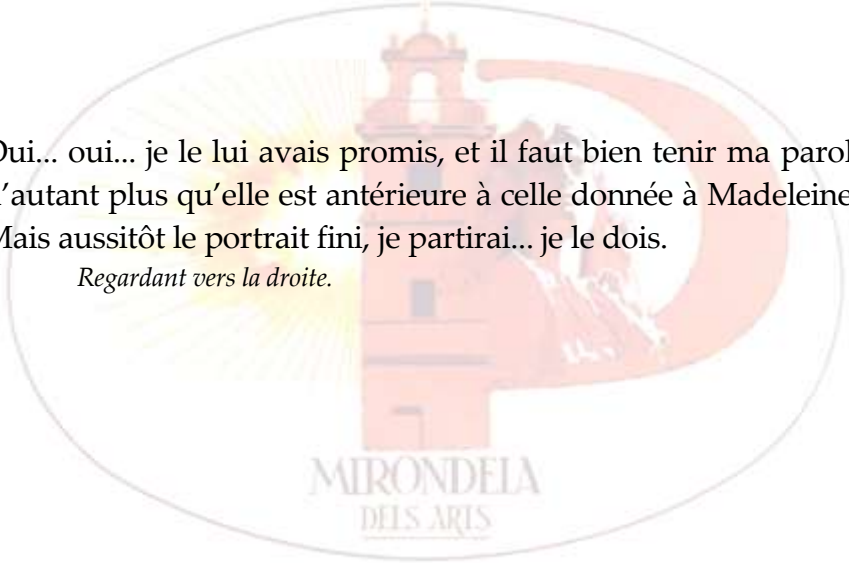 Oui... oui... je le lui avais promis, et il faut bien tenir ma parol
d’autant plus qu’elle est antérieure à celle donnée à Madeleine
Mais aussitôt le portrait fini, je partirai... je le dois.
Regardant vers la droite.
MIRONDELA
DELS ARTS